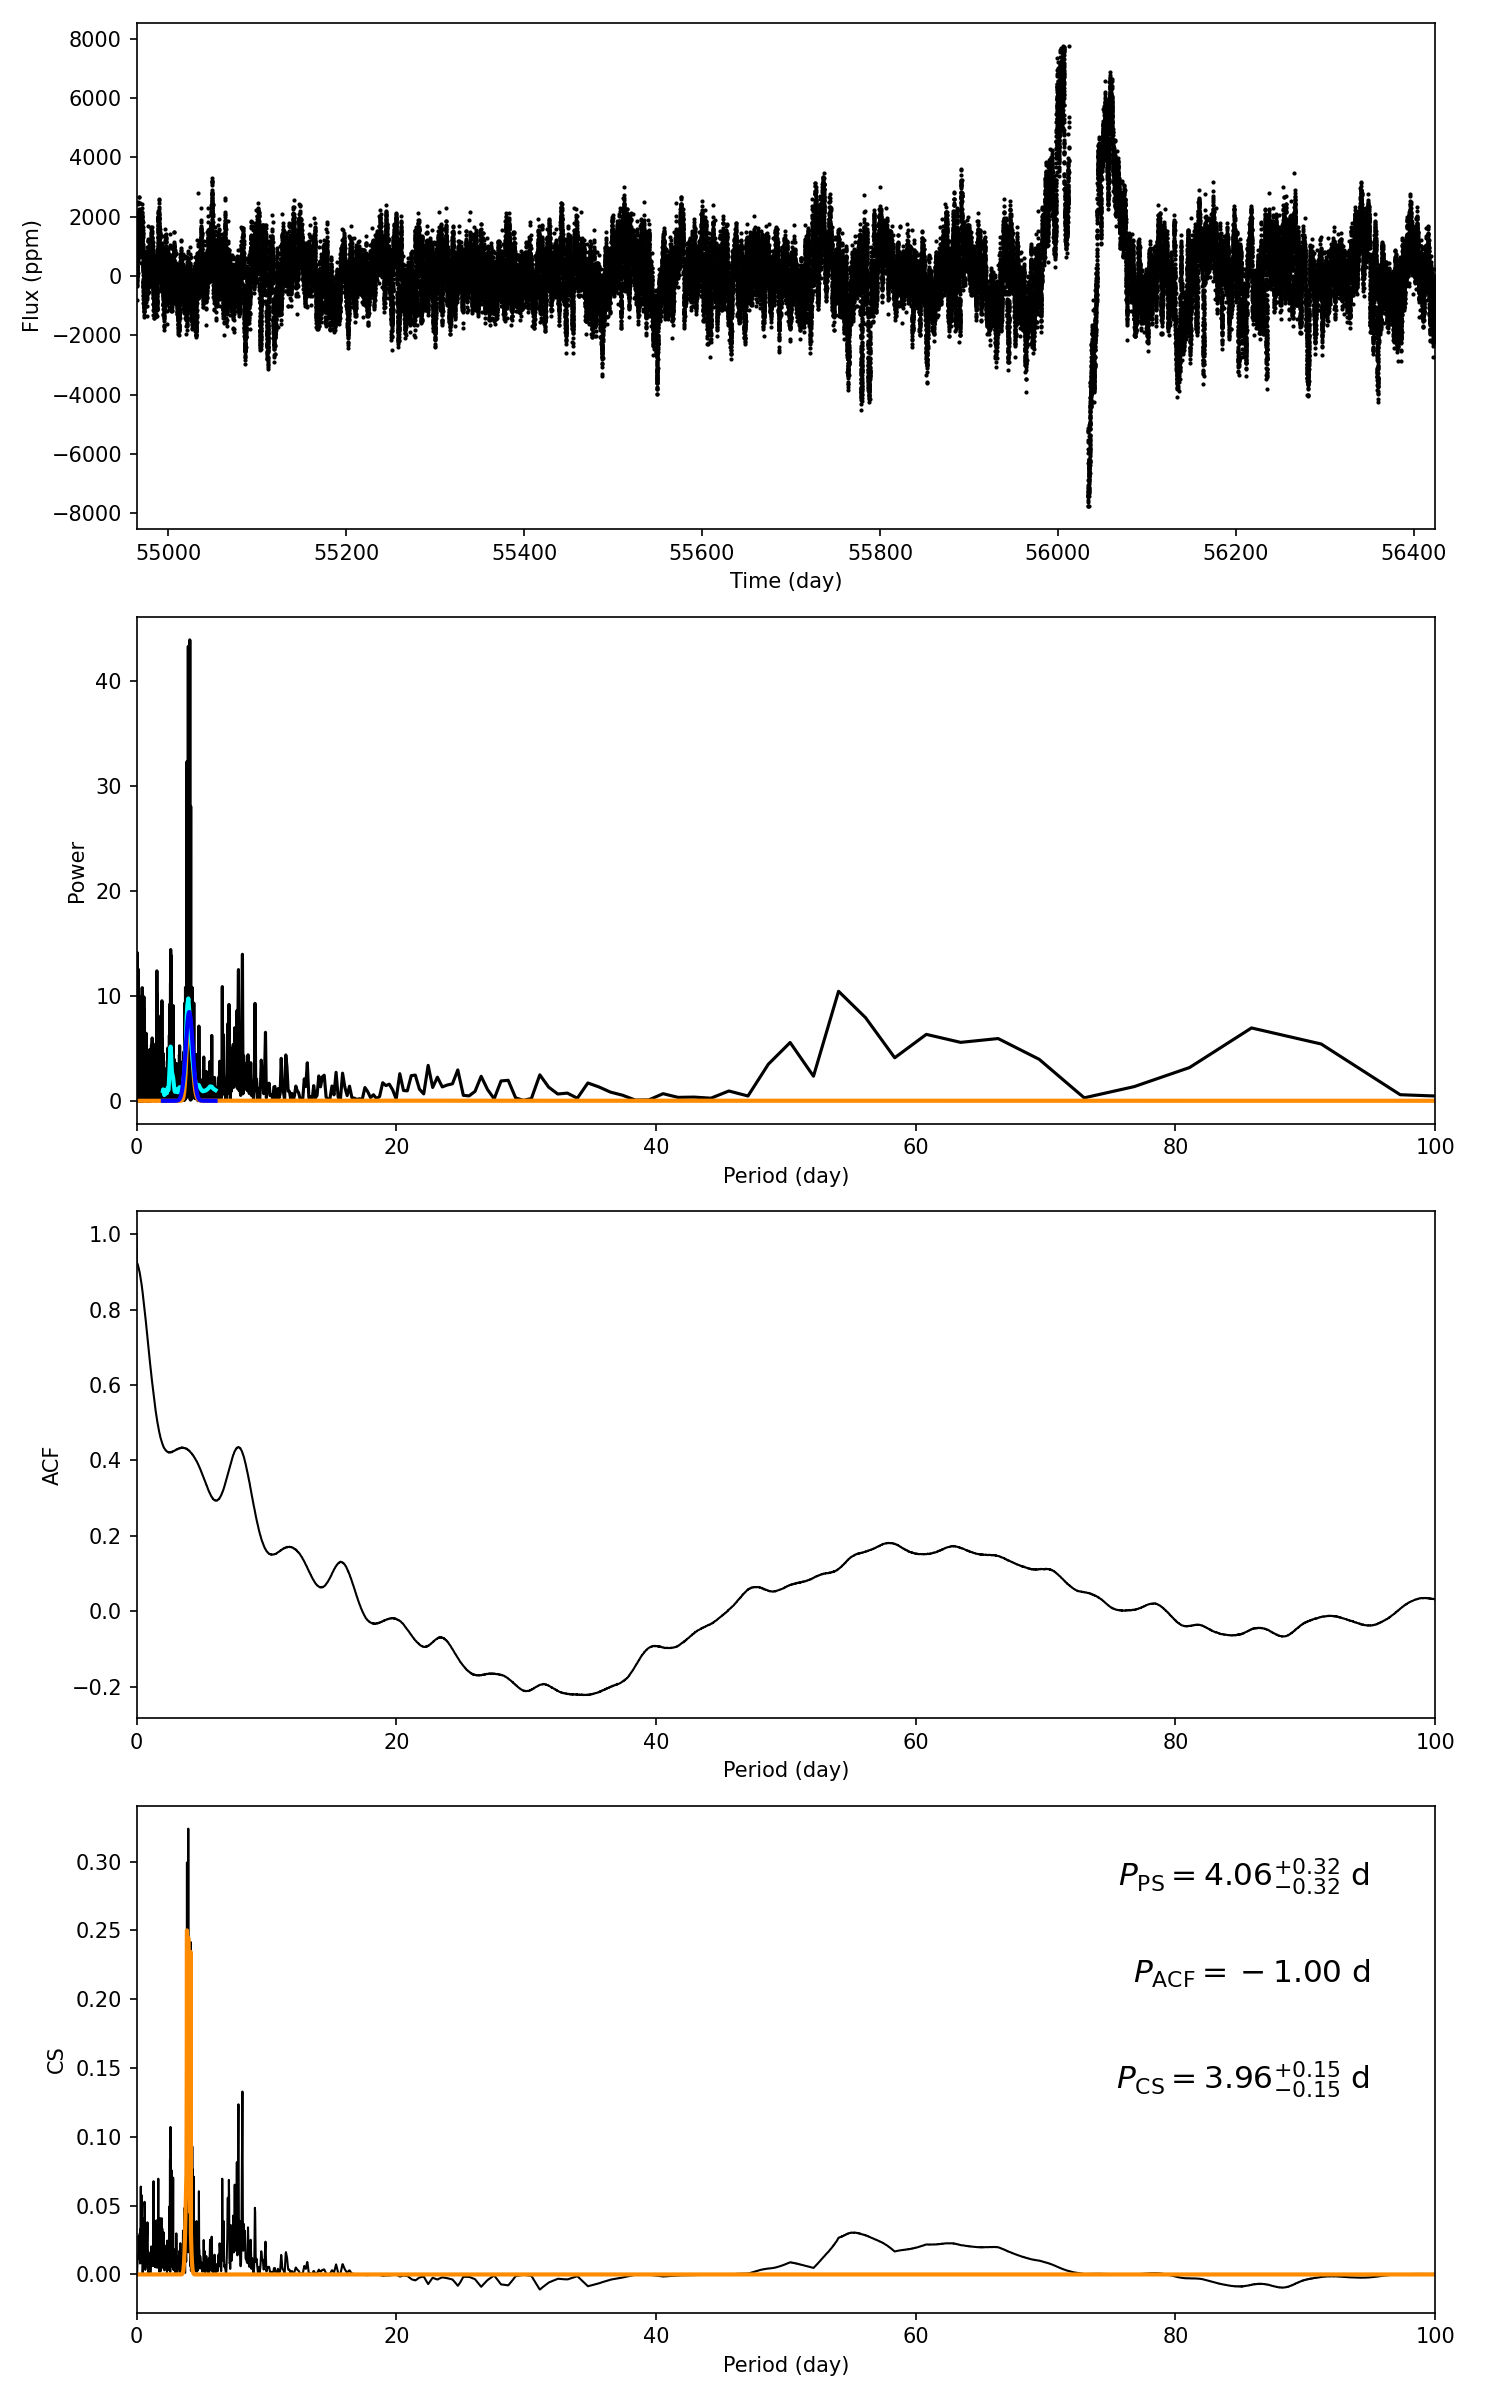 8000
6000
4000
2000
0
−2000
−4000
−6000
−8000
Flux (ppm)
55000 55200 55400 55600 55800 56000 56200 56400
Time (day)
40
30
20
10
0
Power
0 20 40 60 80 100
Period (day)
1.0
0.8
0.6
0.4
0.2
0.0
−0.2
ACF
0 20 40 60 80 100
Period (day)
0.30
0.25
0.20
0.15
0.10
0.05
0.00
CS
P_PS = 4.06^{+0.32}_{−0.32} d
P_ACF = −1.00 d
P_CS = 3.96^{+0.15}_{−0.15} d
0 20 40 60 80 100
Period (day)